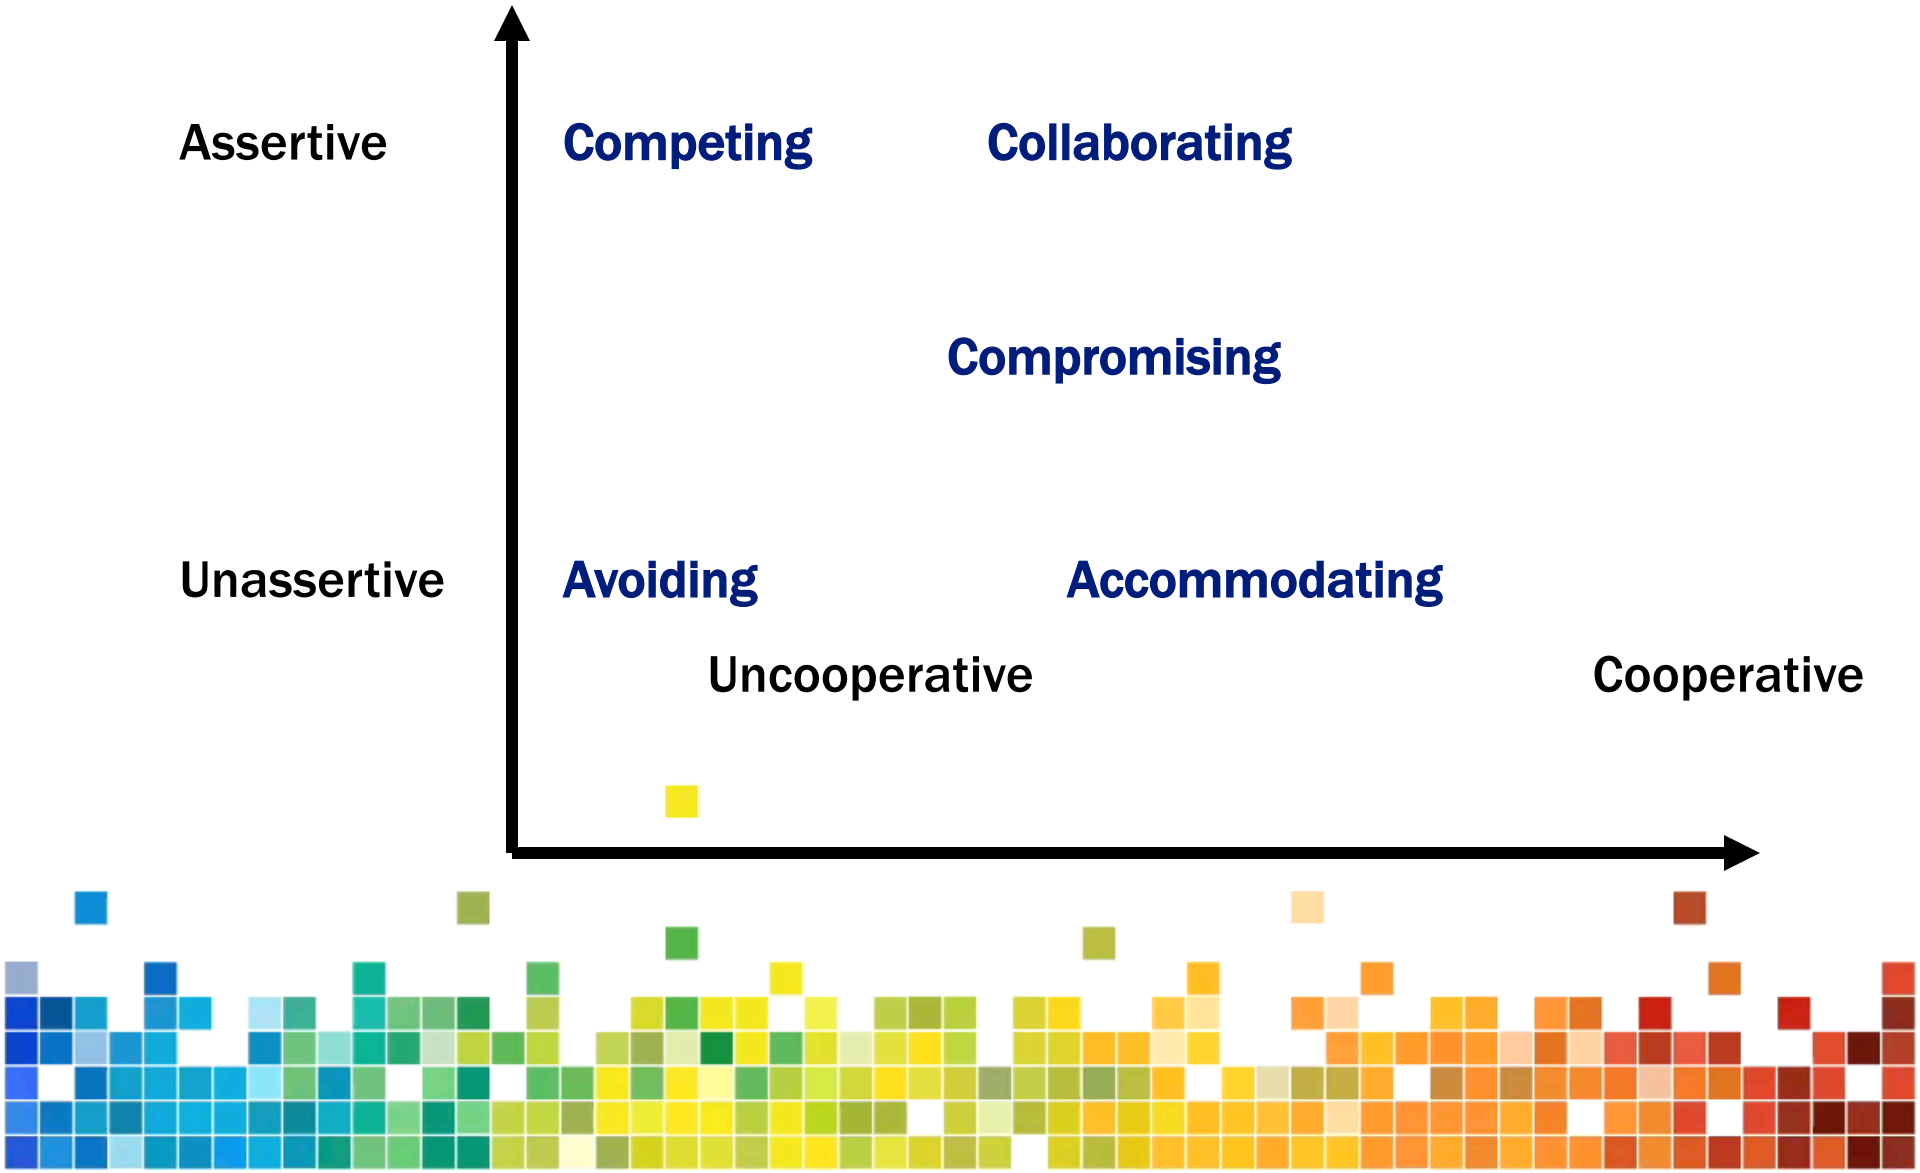 Assertive Competing Collaborating
Compromising
Unassertive Avoiding Accommodating
Uncooperative Cooperative